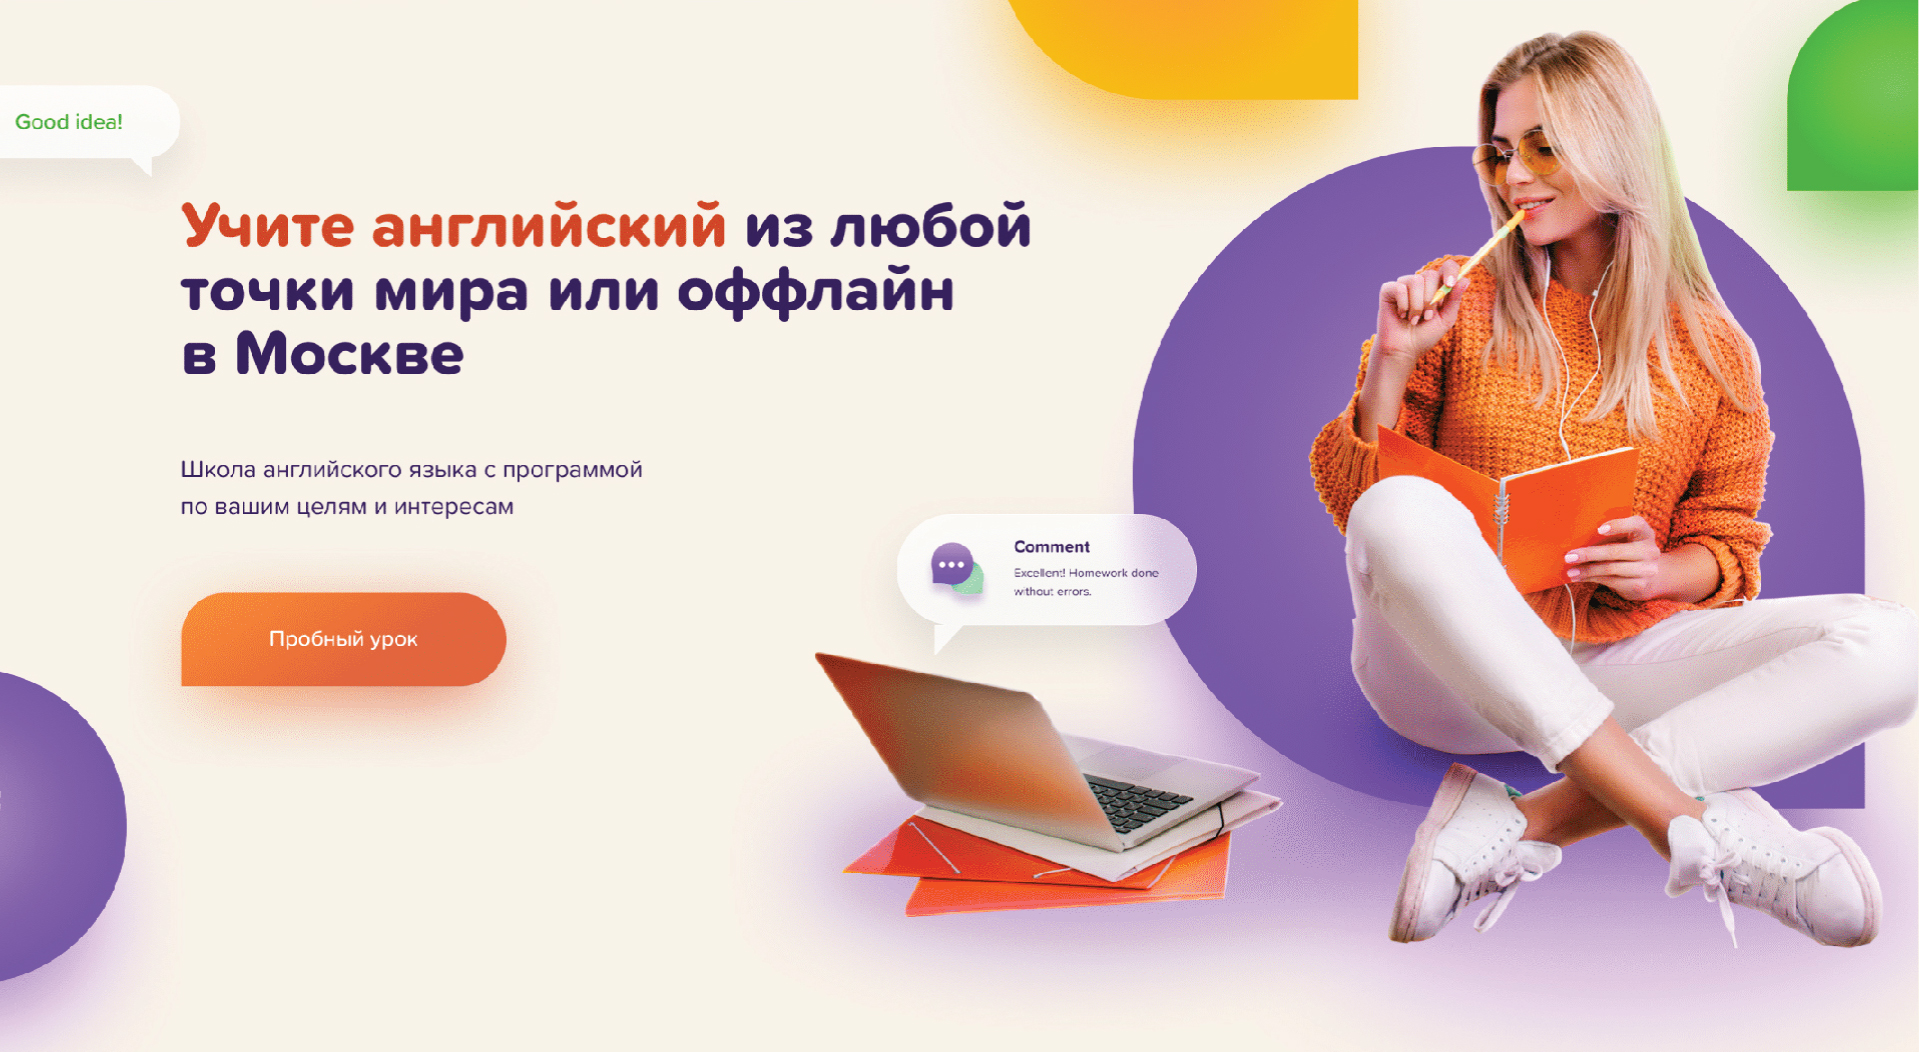 Good idea!
Учите английский из любой
точки мира или оффлайн
в Москве
Школа английского языка с программой
по вашим целям и интересам
Comment
Excellent! Homework done
without errors.
Пробный урок